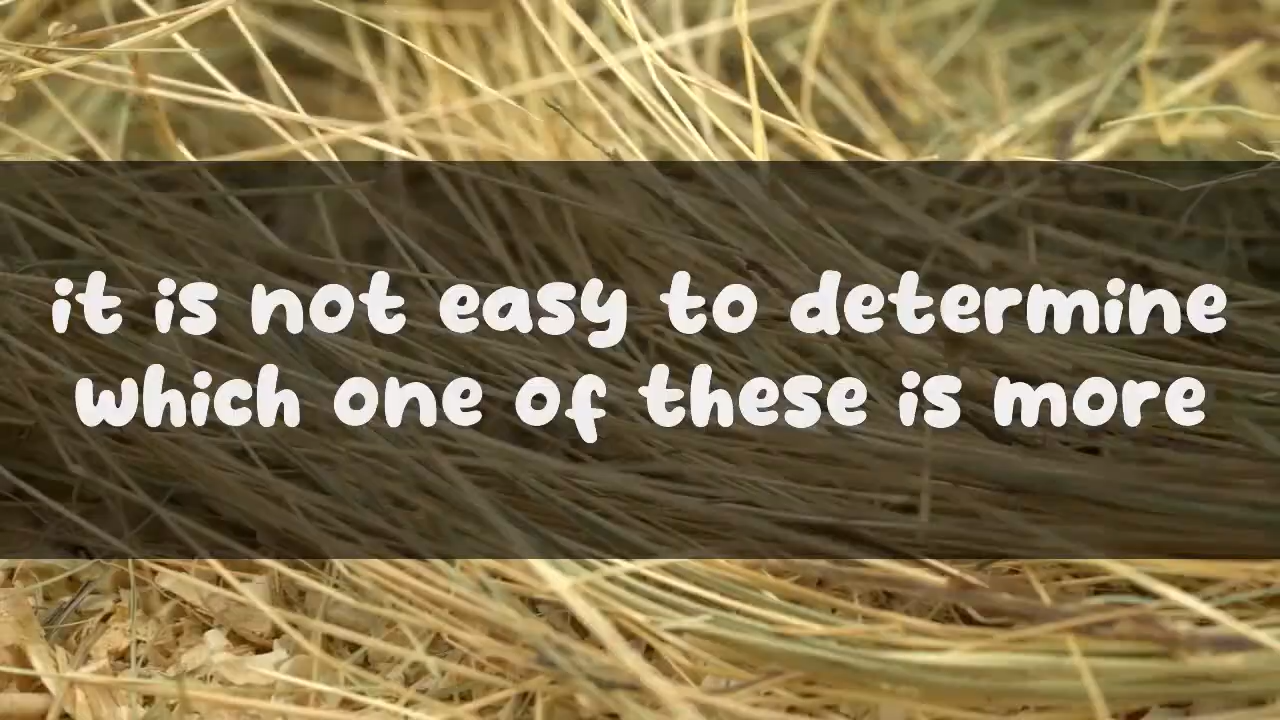 it is not easy to determine
which one of these is more